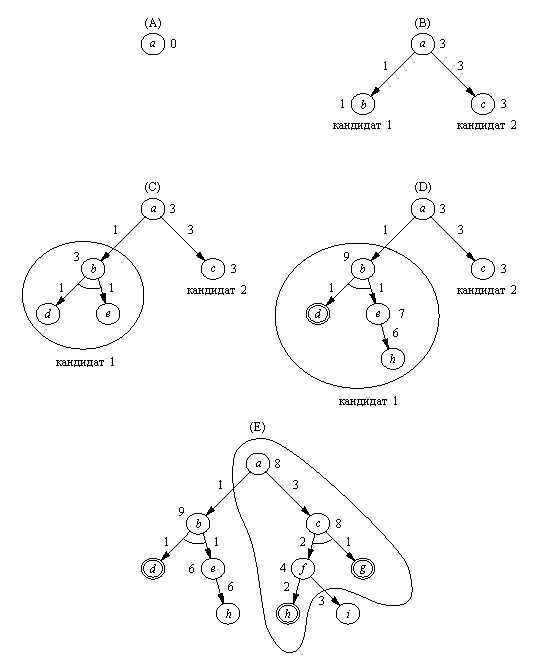 (A)
a 0
(B)
a 3
1 3
1 b c 3
кандидат 1 кандидат 2
(C)
a 3
1 3
3 b c 3
1 1 кандидат 2
d e
кандидат 1
(D)
a 3
1 3
9 b c 3
1 1 кандидат 2
d e 7
6
h
кандидат 1
(E)
a 8
1 3
9 b c 8
1 1 2 1
d 6 e 4 f g
6 2 3
h h i